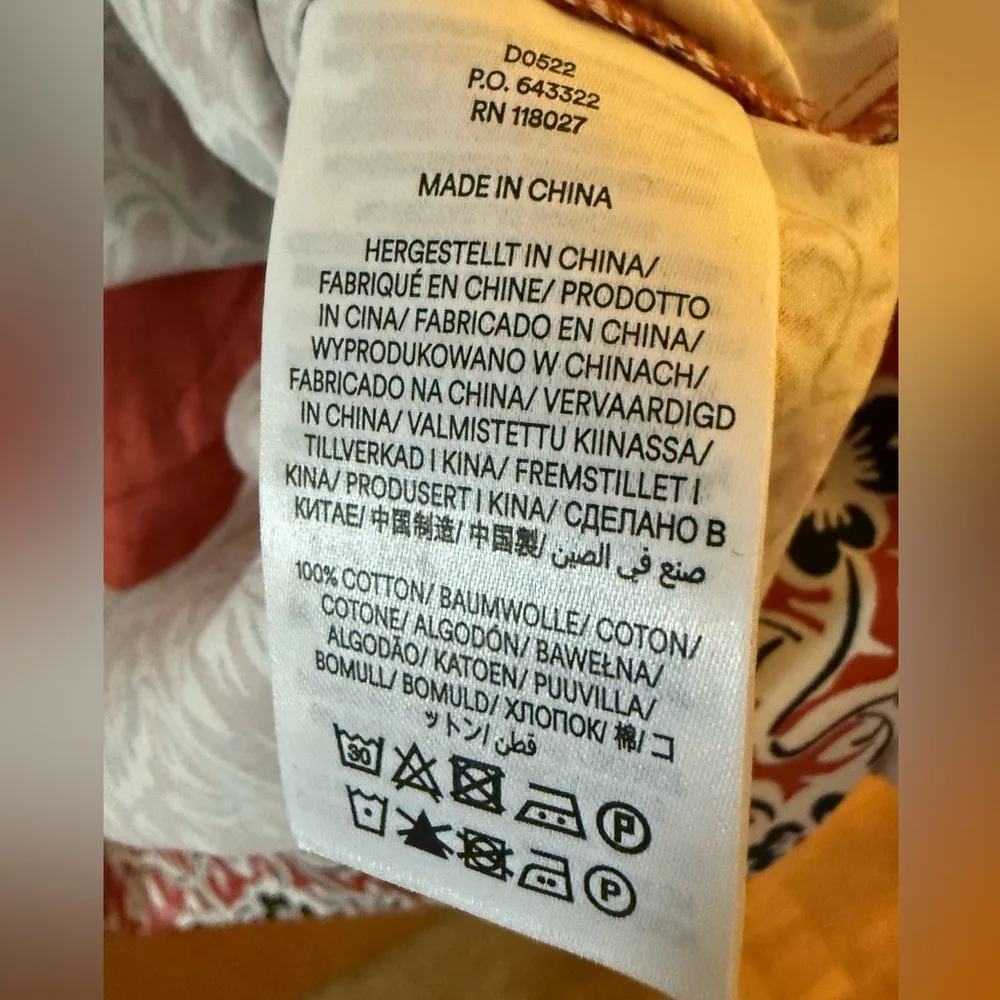 D0522
P.O. 643322
RN 118027
MADE IN CHINA
HERGESTELLT IN CHINA/
FABRIQUÉ EN CHINE/ PRODOTTO
IN CINA/ FABRICADO EN CHINA/
WYPRODUKOWANO W CHINACH/
FABRICADO NA CHINA/ VERVAARDIGD
IN CHINA/ VALMISTETTU KIINASSA/
TILLVERKAD I KINA/ FREMSTILLET I
KINA/ PRODUSERT I KINA/ СДЕЛАНО В
КИТАЕ/ 中国制造/ 中国製/ صنع في الصين
100% COTTON/ BAUMWOLLE/ COTON/
COTONE/ ALGODÓN/ BAWEŁNA/
ALGODÃO/ KATOEN/ PUUVILLA/
BOMULL/ BOMULD/ ХЛОПОК/ 棉/ コ
ットン/ قطن
30 P
P